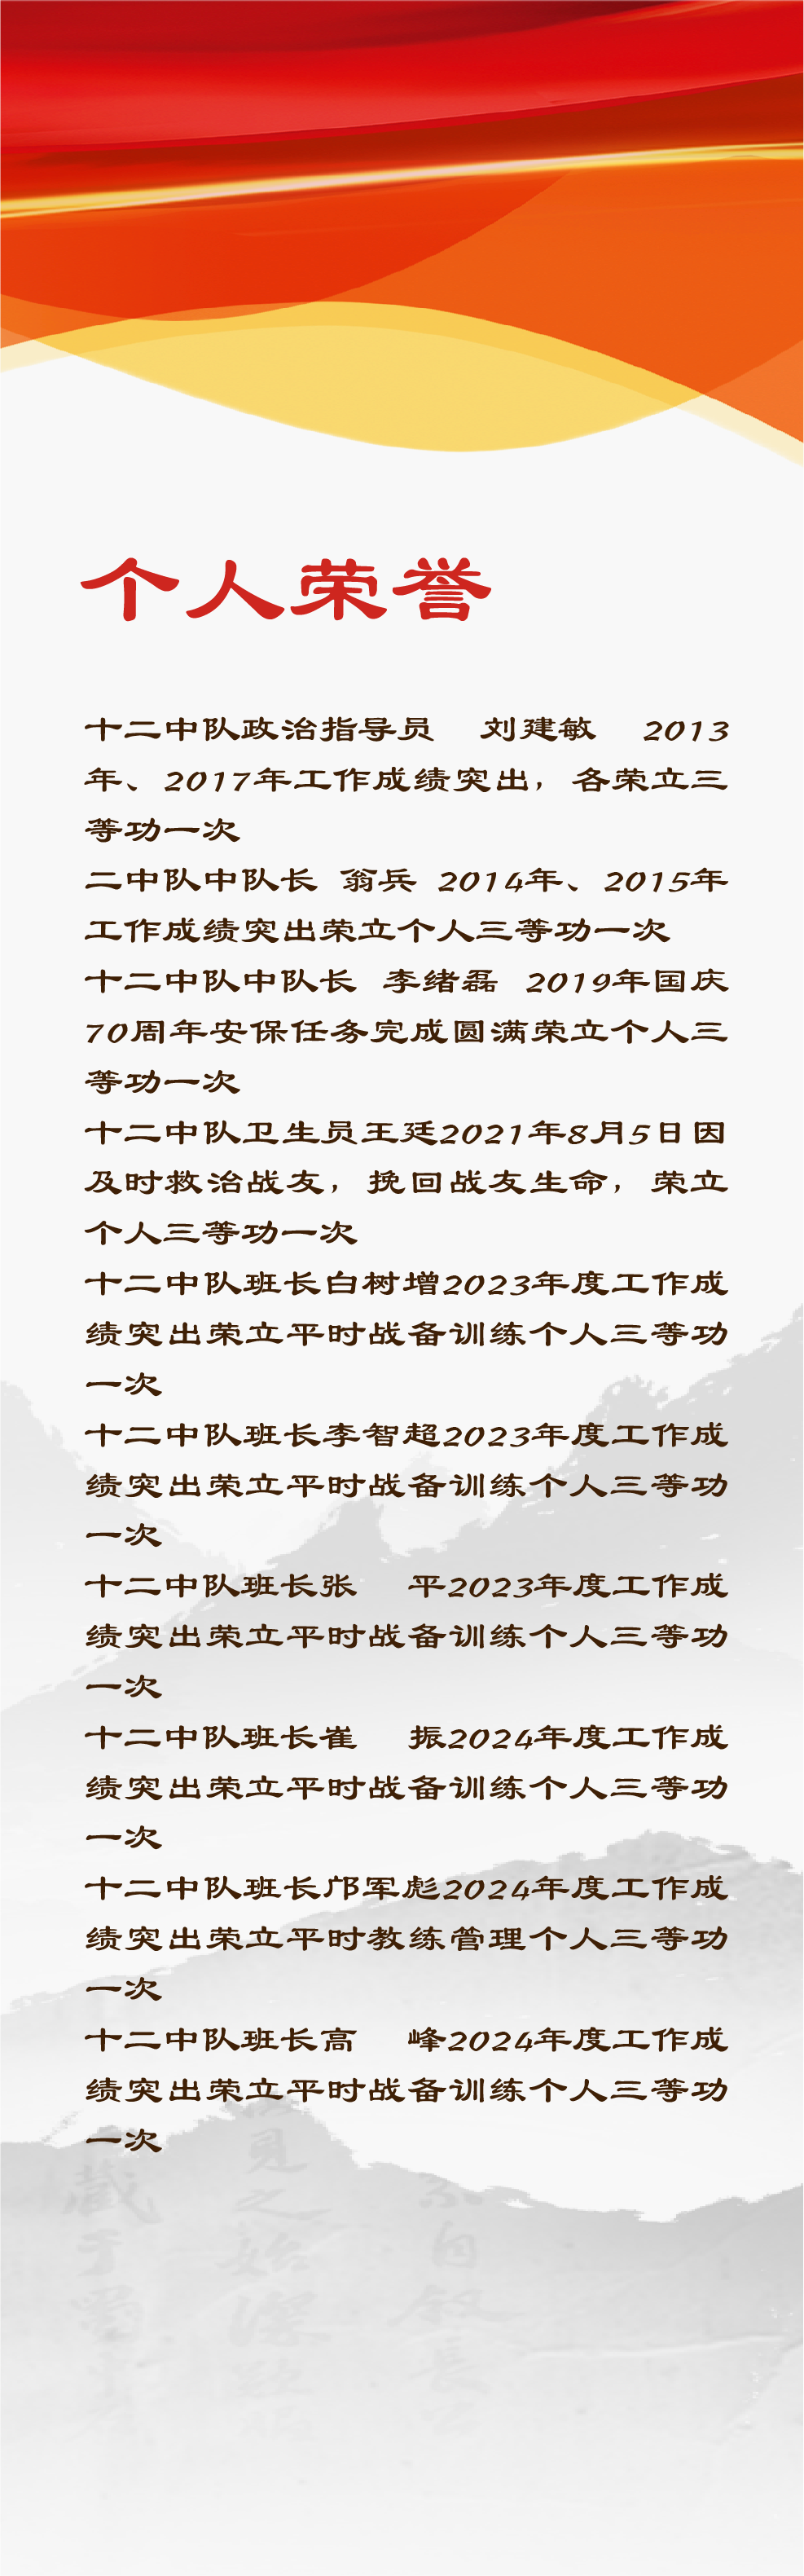 个人荣誉
十二中队政治指导员 刘建敏 2013
年、2017年工作成绩突出，各荣立三
等功一次
二中队中队长 翁兵 2014年、2015年
工作成绩突出荣立个人三等功一次
十二中队中队长 李绪磊 2019年国庆
70周年安保任务完成圆满荣立个人三
等功一次
十二中队卫生员王廷2021年8月5日因
及时救治战友，挽回战友生命，荣立
个人三等功一次
十二中队班长白树增2023年度工作成
绩突出荣立平时战备训练个人三等功
一次
十二中队班长李智超2023年度工作成
绩突出荣立平时战备训练个人三等功
一次
十二中队班长张 平2023年度工作成
绩突出荣立平时战备训练个人三等功
一次
十二中队班长崔 振2024年度工作成
绩突出荣立平时战备训练个人三等功
一次
十二中队班长邝军彪2024年度工作成
绩突出荣立平时教练管理个人三等功
一次
十二中队班长高 峰2024年度工作成
绩突出荣立平时战备训练个人三等功
一次